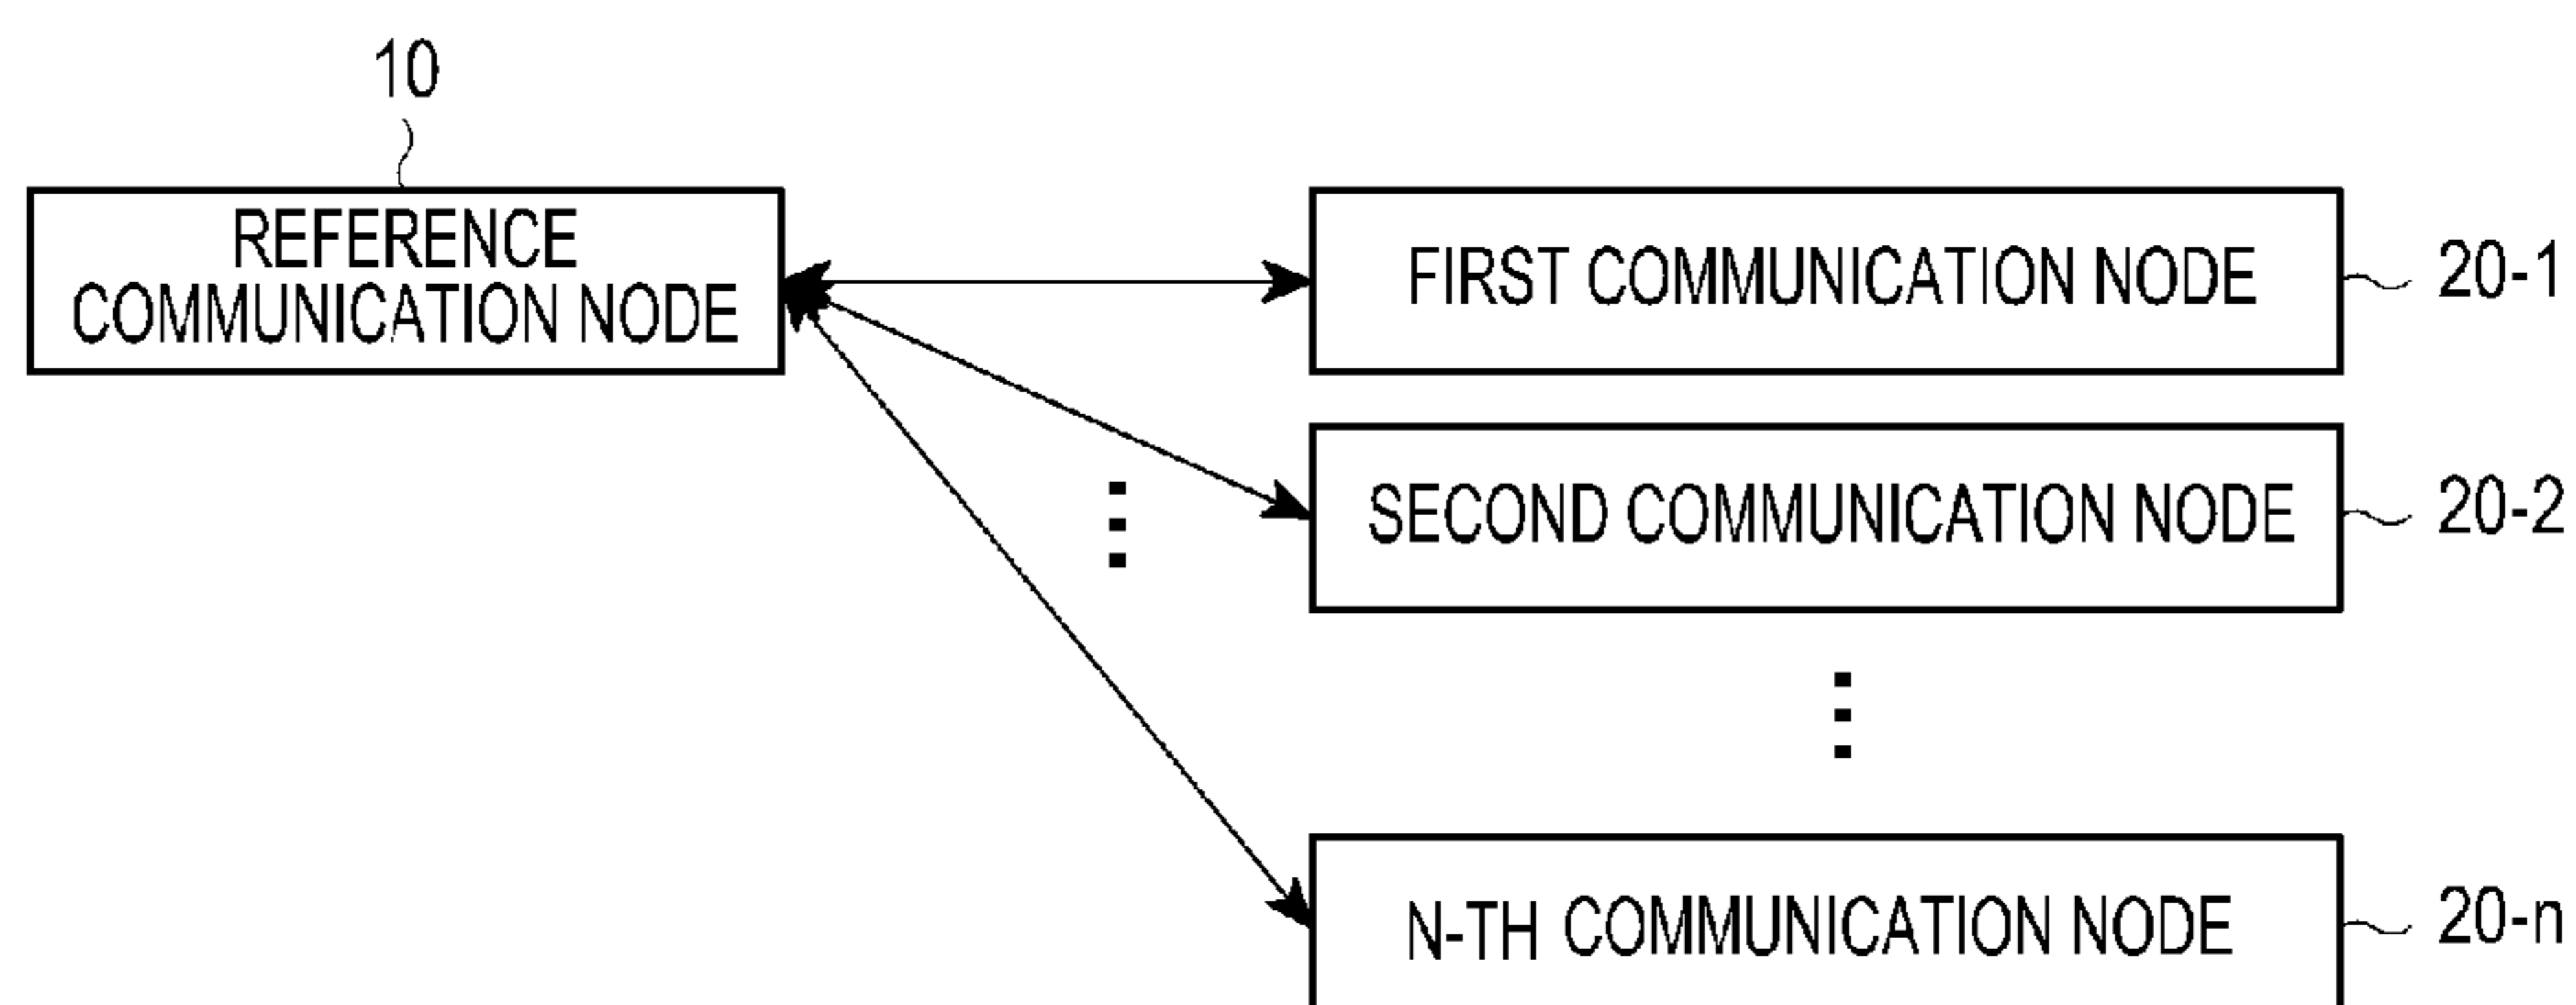 10
REFERENCE
COMMUNICATION NODE
FIRST COMMUNICATION NODE
20-1
SECOND COMMUNICATION NODE
20-2
N-TH COMMUNICATION NODE
20-n